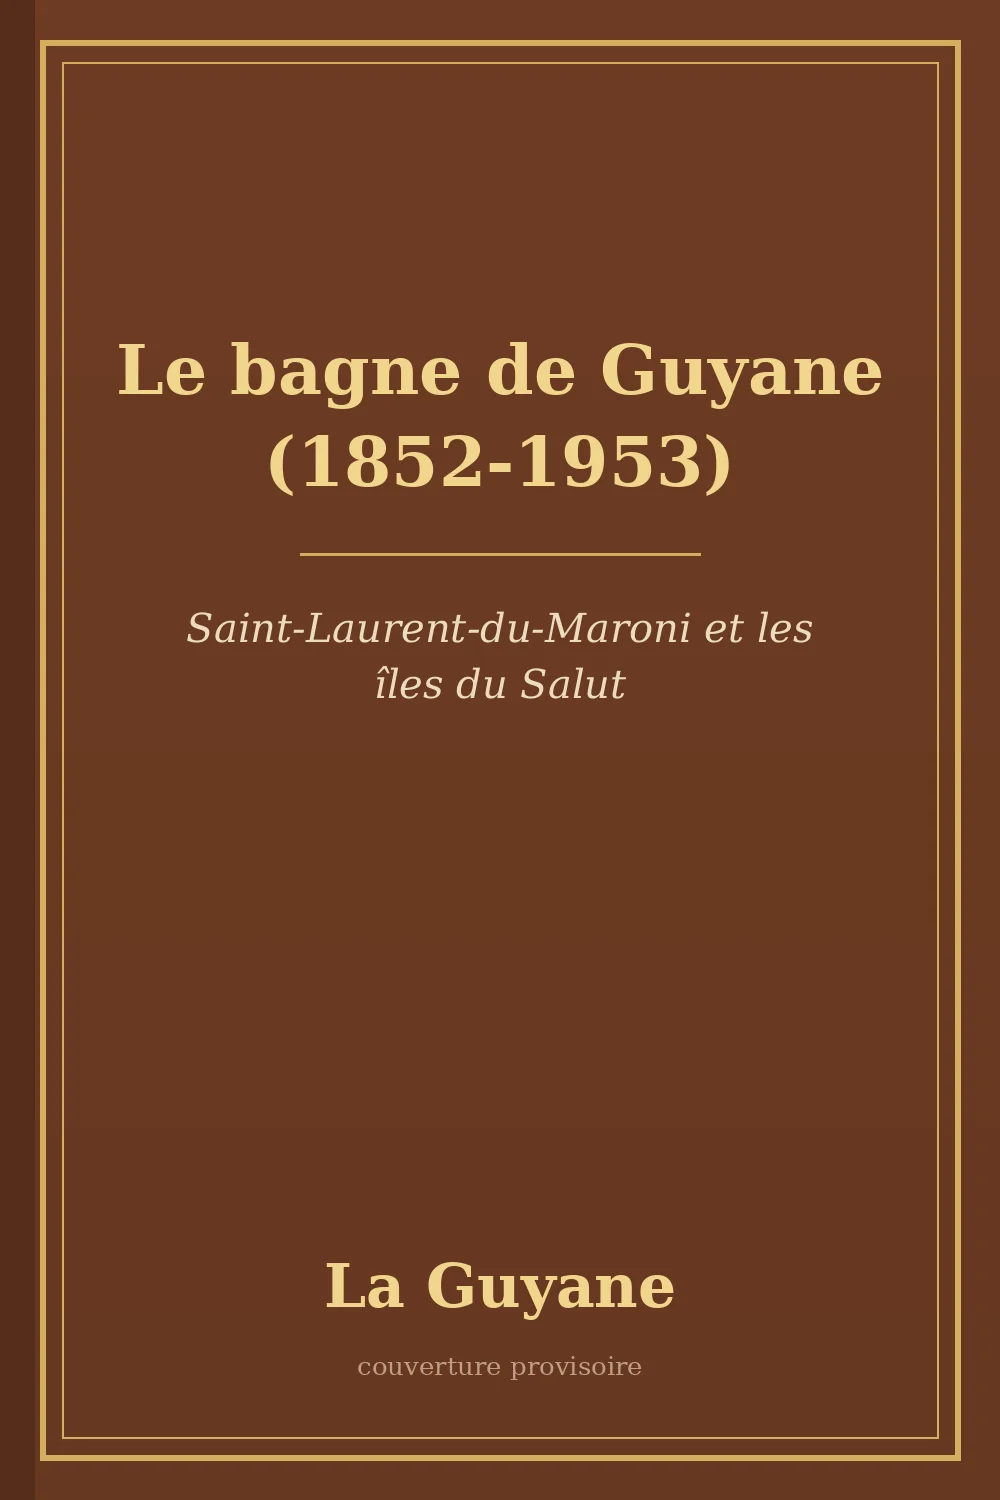 Le bagne de Guyane
(1852-1953)
Saint-Laurent-du-Maroni et les
îles du Salut
La Guyane
couverture provisoire